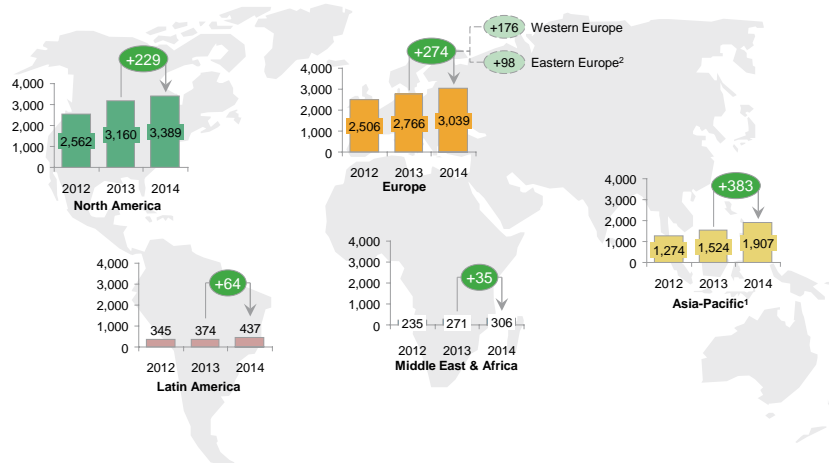 +176 Western Europe
+98 Eastern Europe²
+229
4,000
3,000
2,000
1,000
0
2,562 3,160 3,389
2012 2013 2014
North America
+274
4,000
3,000
2,000
1,000
0
2,506 2,766 3,039
2012 2013 2014
Europe
+383
4,000
3,000
2,000
1,000
0
1,274 1,524 1,907
2012 2013 2014
Asia-Pacific¹
+64
4,000
3,000
2,000
1,000
0
345 374 437
2012 2013 2014
Latin America
+35
4,000
3,000
2,000
1,000
0
235 271 306
2012 2013 2014
Middle East & Africa